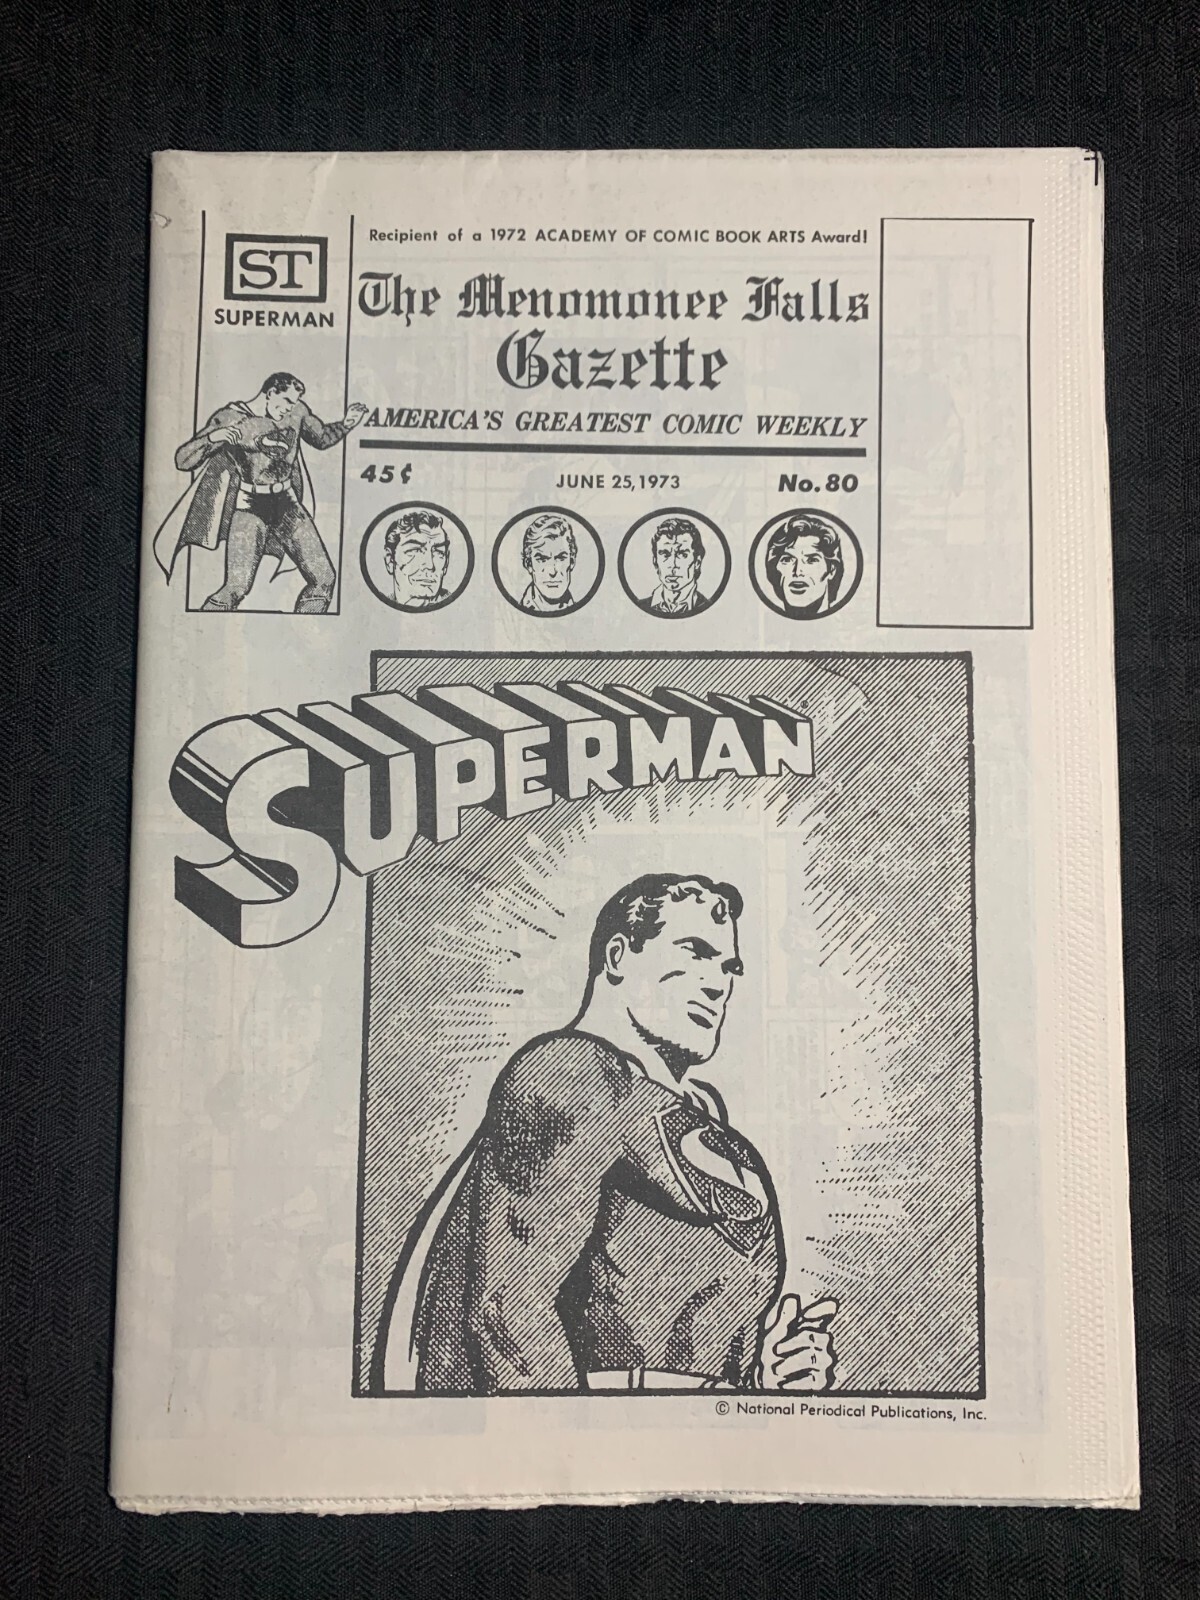 Recipient of a 1972 ACADEMY OF COMIC BOOK ARTS Award!
ST
SUPERMAN
The Menomonee Falls
Gazette
AMERICA'S GREATEST COMIC WEEKLY
45¢ JUNE 25, 1973 No. 80
S
SUPERMAN®
S
© National Periodical Publications, Inc.